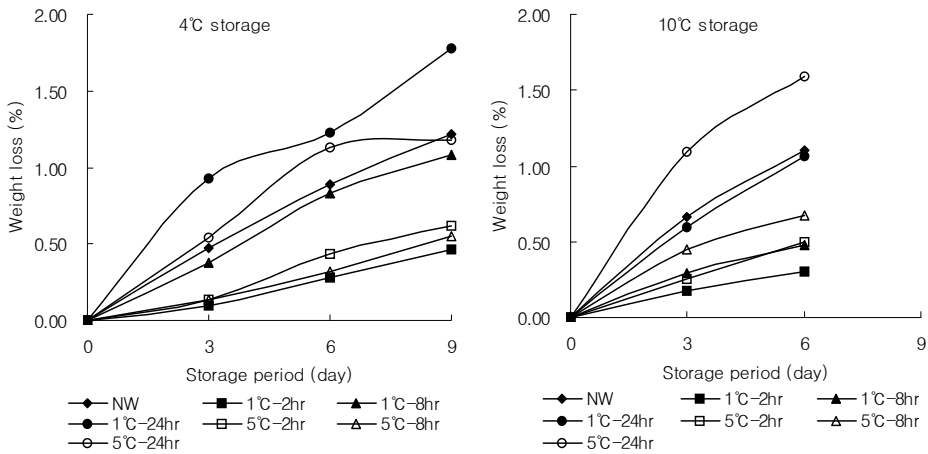 4℃ storage
2.00
1.50
1.00
0.50
0.00
Weight loss (%)
0 3 6 9
Storage period (day)
NW 1℃-2hr 1℃-8hr
1℃-24hr 5℃-2hr 5℃-8hr
5℃-24hr
10℃ storage
2.00
1.50
1.00
0.50
0.00
Weight loss (%)
0 3 6 9
Storage period (day)
NW 1℃-2hr 1℃-8hr
1℃-24hr 5℃-2hr 5℃-8hr
5℃-24hr